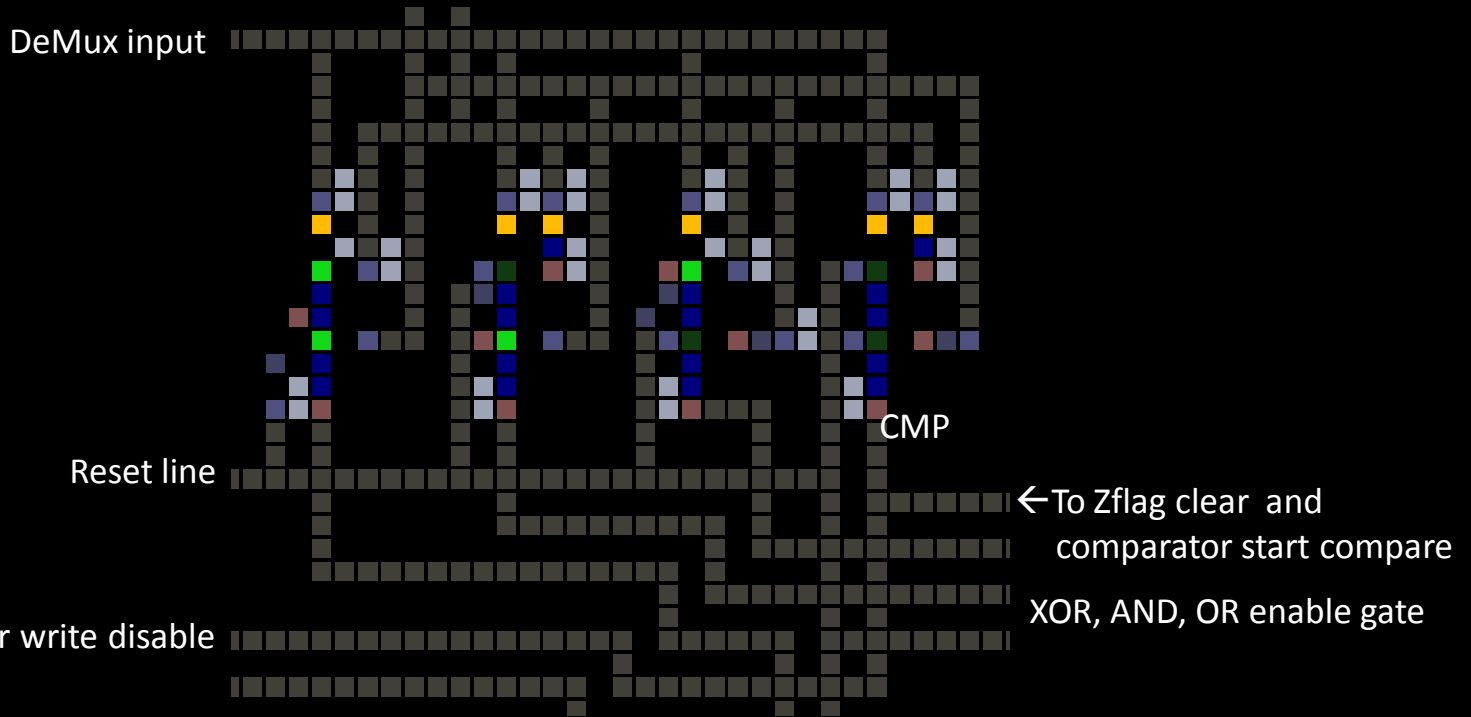 DeMux input
CMP
Reset line
←To Zflag clear and
comparator start compare
XOR, AND, OR enable gate
write disable